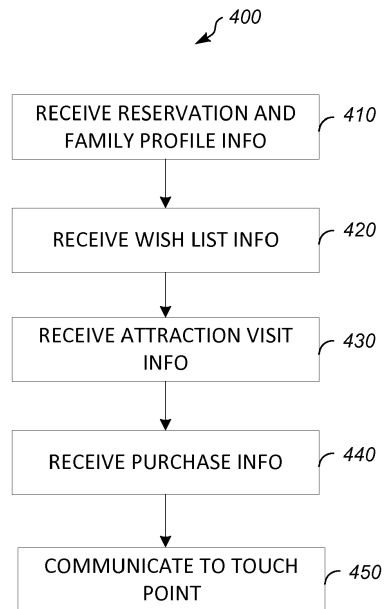 400
RECEIVE RESERVATION AND
FAMILY PROFILE INFO
410
RECEIVE WISH LIST INFO
420
RECEIVE ATTRACTION VISIT
INFO
430
RECEIVE PURCHASE INFO
440
COMMUNICATE TO TOUCH
POINT
450